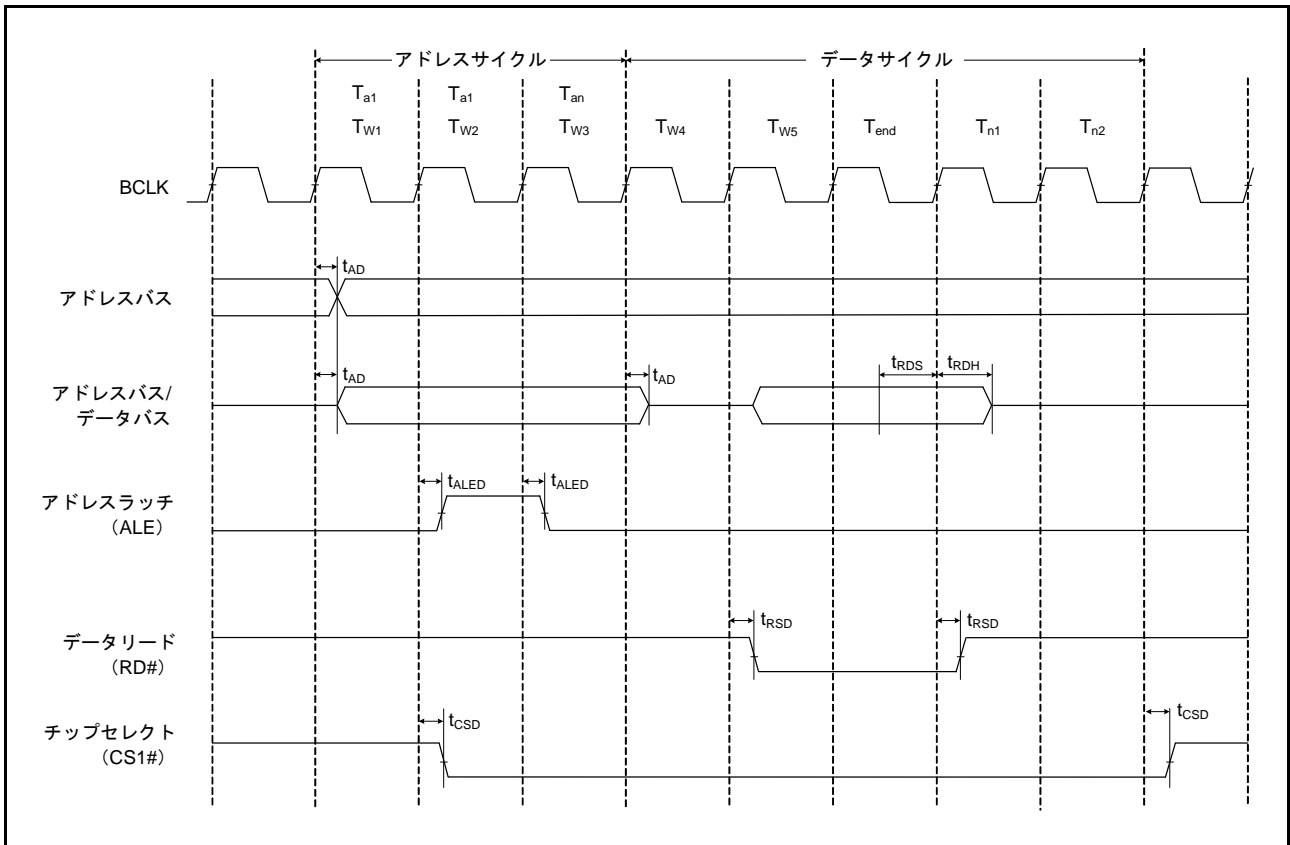 アドレスサイクル データサイクル
Ta1 Ta1 Tan
TW1 TW2 TW3 TW4 TW5 Tend Tn1 Tn2
BCLK
tAD
アドレスバス
tAD tAD tRDS tRDH
アドレスバス/
データバス
tALED tALED
アドレスラッチ
（ALE）
tRSD tRSD
データリード
（RD#）
tCSD tCSD
チップセレクト
（CS1#）